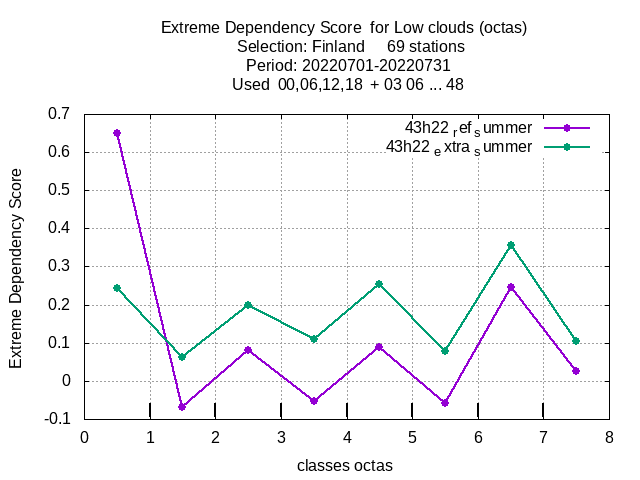 Extreme Dependency Score  for Low clouds (octas)
Selection: Finland     69 stations
Period: 20220701-20220731
Used  00,06,12,18  + 03 06 ... 48
43h22 ref summer
43h22 extra summer
Extreme Dependency Score
0.7
0.6
0.5
0.4
0.3
0.2
0.1
0
-0.1
0 1 2 3 4 5 6 7 8
classes octas